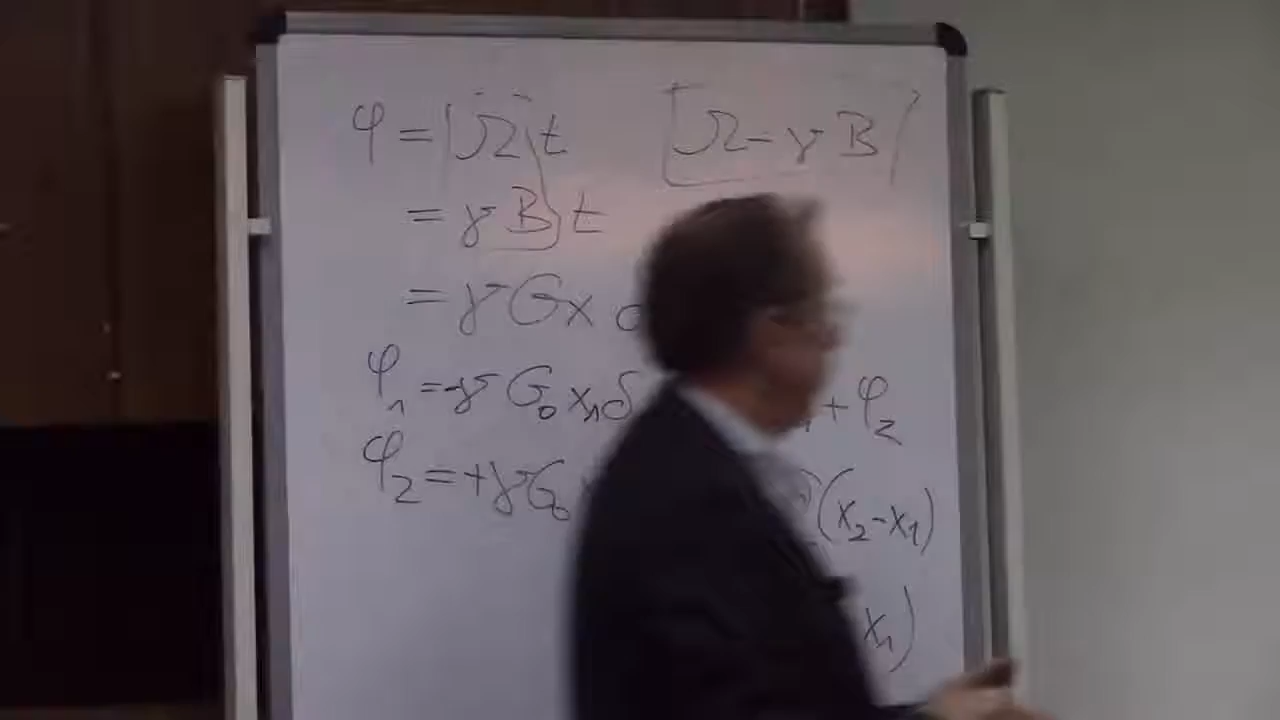 φ = |Ω| t [Ω = γ B]
= γ B t
= γ G x
φ₁ = -γ G₀ x₁ δ + φ₂
φ₂ = +γ G₀ (x₂ - x₁)
x₁)